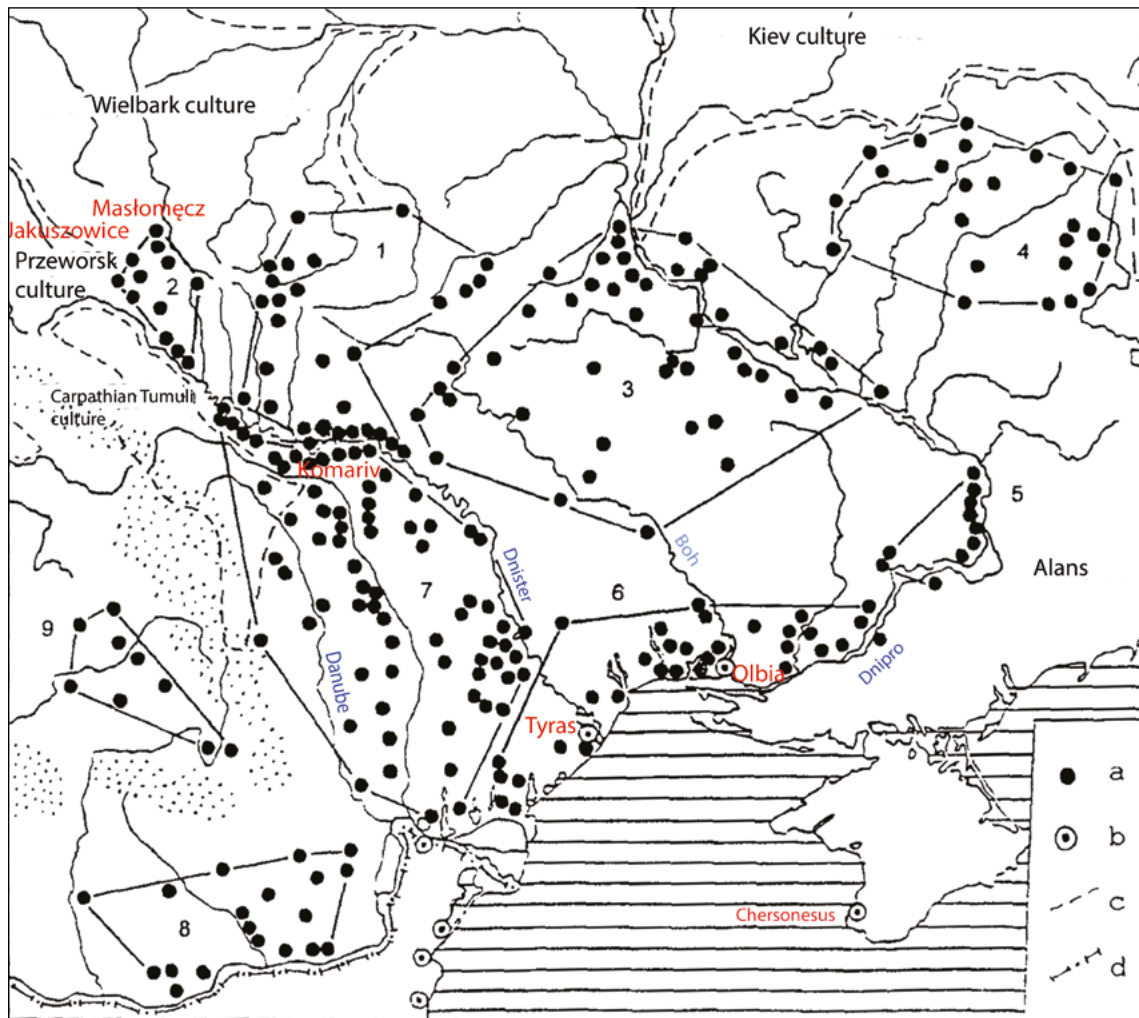 Kiev culture
Wielbark culture
Masłomęcz
Jakuszowice
Przeworsk
culture
1
2
4
3
Carpathian Tumuli
culture
Komariv
5
Boh
Alans
Dnister
6
7
9
Danube
Olbia
Dnipro
Tyras
a
b
Chersonesus
c
8
d